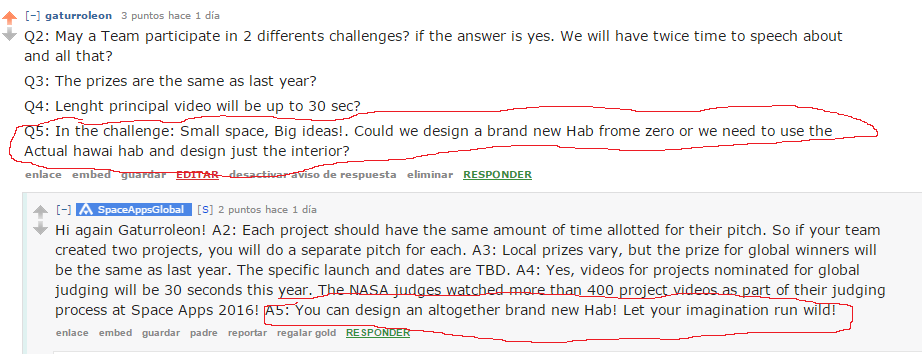 [-] gaturroleon 3 puntos hace 1 día
Q2: May a Team participate in 2 differents challenges? if the answer is yes. We will have twice time to speech about
and all that?
Q3: The prizes are the same as last year?
Q4: Lenght principal video will be up to 30 sec?
Q5: In the challenge: Small space, Big ideas!. Could we design a brand new Hab frome zero or we need to use the
Actual hawai hab and design just the interior?
enlace embed guardar EDITAR desactivar aviso de respuesta eliminar RESPONDER
[-] SpaceAppsGlobal [S] 2 puntos hace 1 día
Hi again Gaturroleon! A2: Each project should have the same amount of time allotted for their pitch. So if your team
created two projects, you will do a separate pitch for each. A3: Local prizes vary, but the prize for global winners will
be the same as last year. The specific launch and dates are TBD. A4: Yes, videos for projects nominated for global
judging will be 30 seconds this year. The NASA judges watched more than 400 project videos as part of their judging
process at Space Apps 2016! A5: You can design an altogether brand new Hab! Let your imagination run wild!
enlace embed guardar padre reportar regalar gold RESPONDER